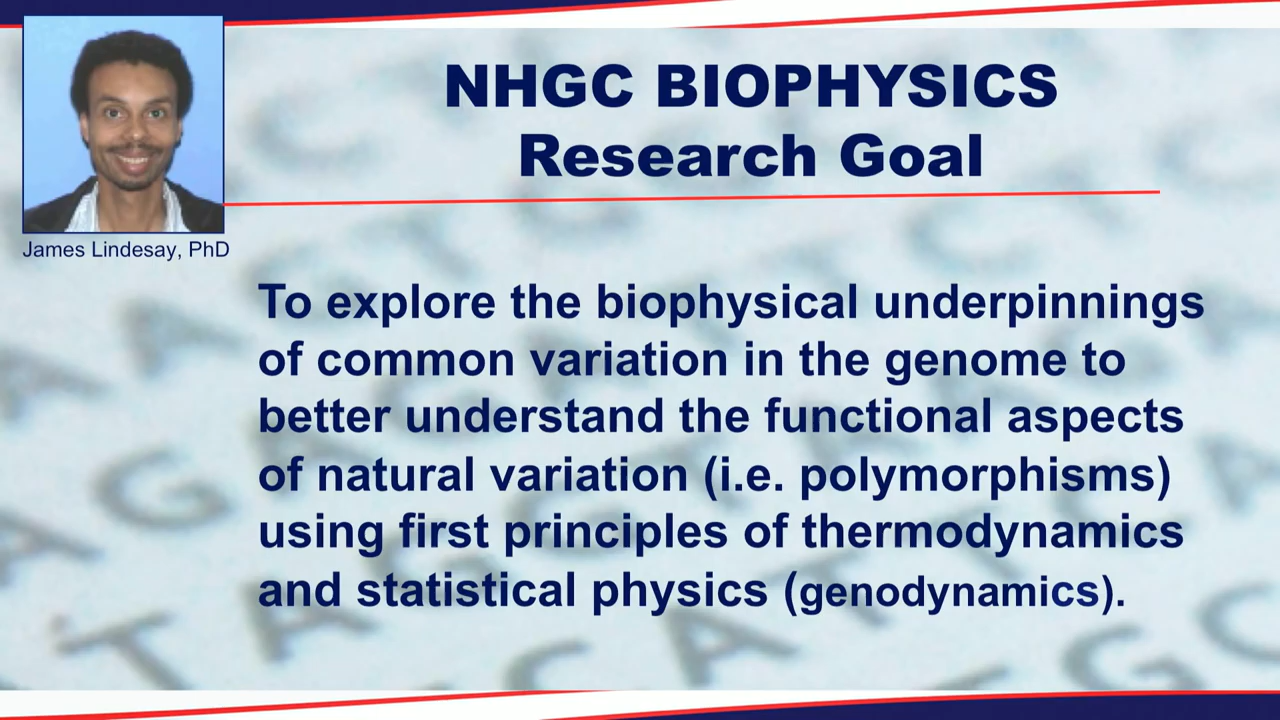 NHGC BIOPHYSICS
Research Goal
James Lindesay, PhD
To explore the biophysical underpinnings
of common variation in the genome to
better understand the functional aspects
of natural variation (i.e. polymorphisms)
using first principles of thermodynamics
and statistical physics (genodynamics).